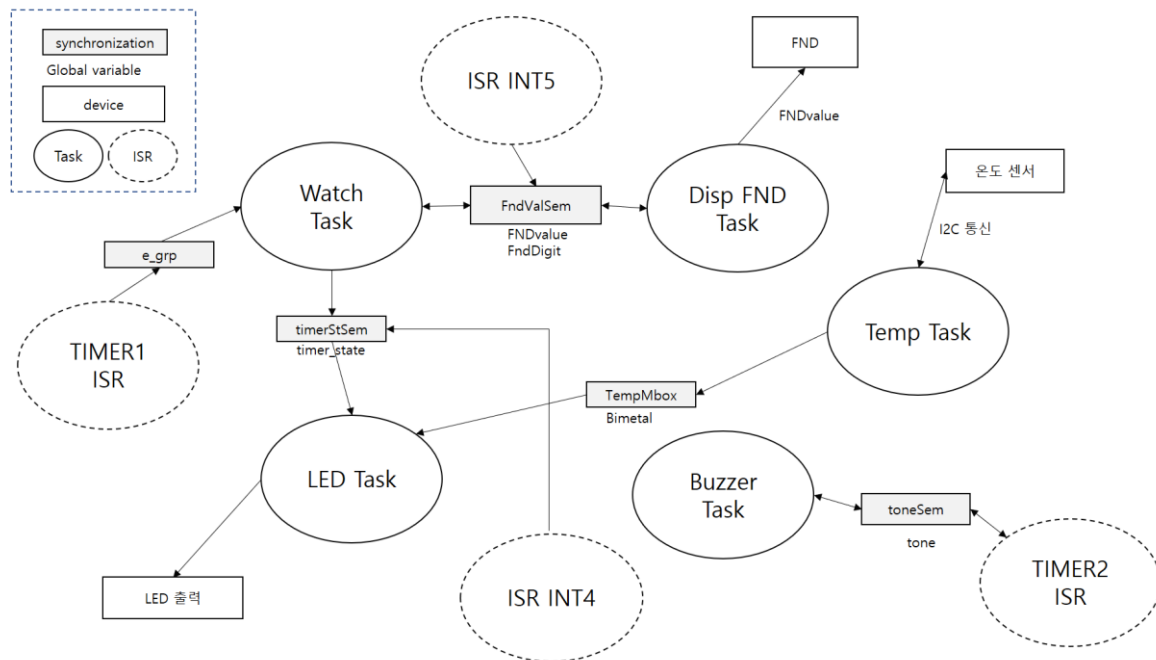 synchronization
Global variable
device
Task
ISR
ISR INT5
FND
FNDvalue
Watch
Task
FndValSem
FNDvalue
FndDigit
Disp FND
Task
온도 센서
I2C 통신
e_grp
TIMER1
ISR
timerStSem
timer_state
Temp Task
TempMbox
Bimetal
LED Task
Buzzer
Task
toneSem
tone
TIMER2
ISR
ISR INT4
LED 출력